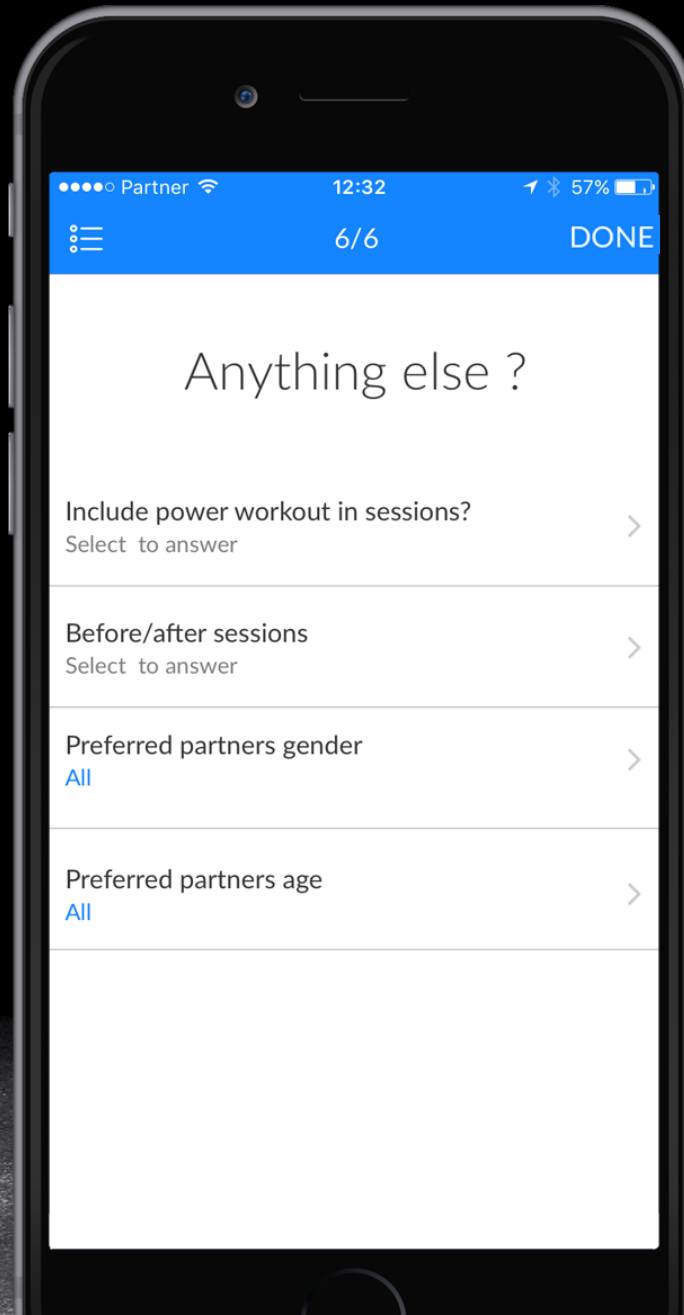 Partner 12:32 57%
6/6 DONE
Anything else ?
Include power workout in sessions?
Select to answer
Before/after sessions
Select to answer
Preferred partners gender
All
Preferred partners age
All